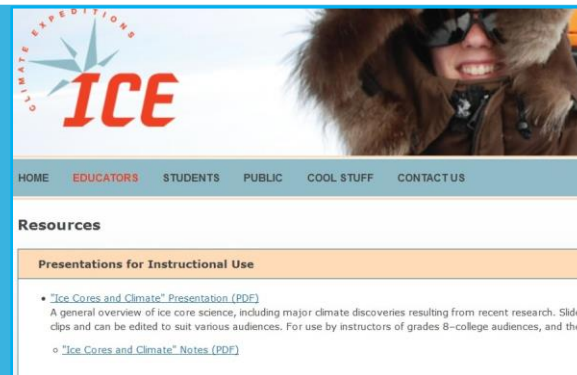 CLIMATE EXPEDITIONS
ICE
HOME EDUCATORS STUDENTS PUBLIC COOL STUFF CONTACT US
Resources
Presentations for Instructional Use
• "Ice Cores and Climate" Presentation (PDF)
A general overview of ice core science, including major climate discoveries resulting from recent research. Slide
clips and can be edited to suit various audiences. For use by instructors of grades 8–college audiences, and the
o "Ice Cores and Climate" Notes (PDF)